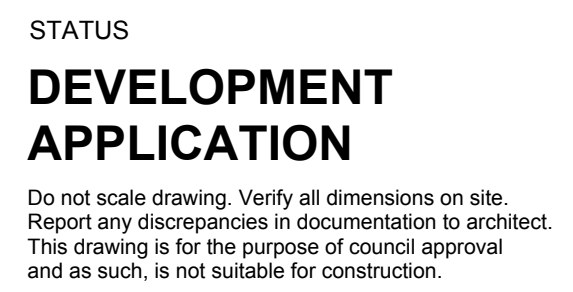 STATUS
DEVELOPMENT
APPLICATION
Do not scale drawing. Verify all dimensions on site.
Report any discrepancies in documentation to architect.
This drawing is for the purpose of council approval
and as such, is not suitable for construction.